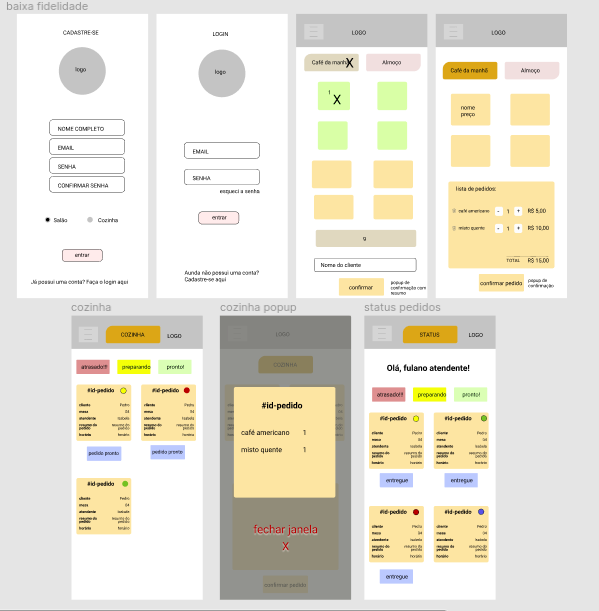 baixa fidelidade
CADASTRE-SE
logo
NOME COMPLETO
EMAIL
SENHA
CONFIRMAR SENHA
Salão
Cozinha
entrar
Já possui uma conta? Faça o login aqui
LOGIN
logo
EMAIL
SENHA
esqueci a senha
entrar
Aunda não possui uma conta?
Cadastre-se aqui
LOGO
Café da manhã
X
Almoço
1
X
g
Noma do cliente
confirmar
popup de
confirmação com
resumo
LOGO
Café da manhã
Almoço
nome
preço
lista de pedidos:
café americano - 1 + R$ 5,00
misto quente - 1 + R$ 10,00
TOTAL R$ 15,00
confirmar pedido
popup de
confirmação
cozinha
COZINHA
LOGO
atrasado!!!
preparando
pronto!
#id-pedido
cliente Pedro
mesa 04
atendente Isabela
resumo do pedido resumo do pedido
horário horário
pedido pronto
#id-pedido
cliente Pedro
mesa 04
atendente Isabela
resumo do pedido resumo do pedido
horário horário
pedido pronto
#id-pedido
cliente Pedro
mesa 04
atendente Isabela
resumo do pedido resumo do pedido
horário horário
cozinha popup
LOGO
COZINHA
#id-pedido
café americano 1
misto quente 1
fechar janela
X
confirmar pedido
status pedidos
STATUS
LOGO
Olá, fulano atendente!
atrasado!!!
preparando
pronto!
#id-pedido
cliente Pedro
mesa 04
atendente Isabela
resumo do pedido resumo do pedido
horário horário
entregue
#id-pedido
cliente Pedro
mesa 04
atendente Isabela
resumo do pedido resumo do pedido
horário horário
entregue
#id-pedido
cliente Pedro
mesa 04
atendente Isabela
resumo do pedido resumo do pedido
horário horário
entregue
#id-pedido
cliente Pedro
mesa 04
atendente Isabela
resumo do pedido resumo do pedido
horário horário